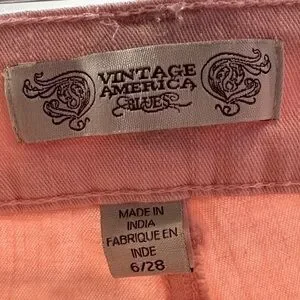 VINTAGE
AMERICA
BLUES
MADE IN
INDIA
FABRIQUE EN
INDE
6/28